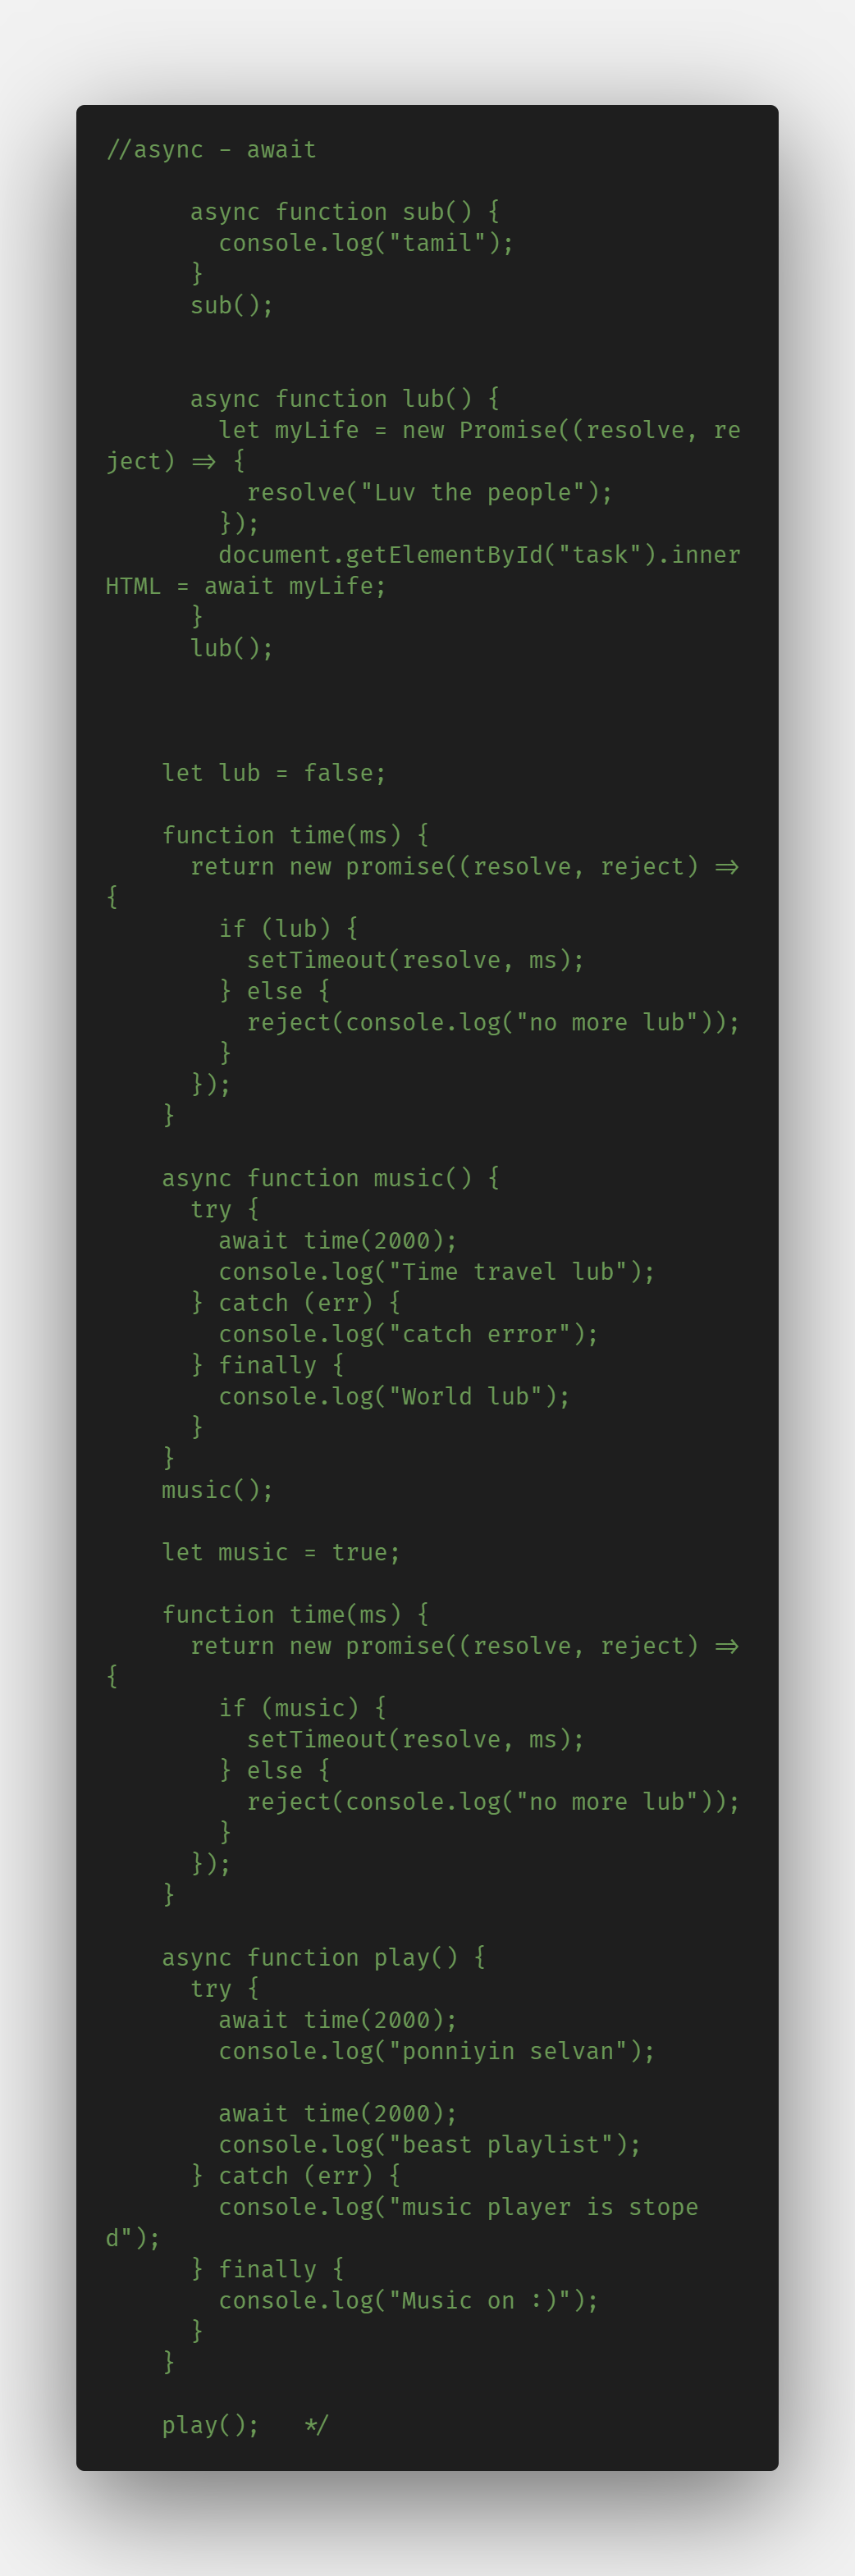 //async - await
async function sub() {
console.log("tamil");
}
sub();
async function lub() {
let myLife = new Promise((resolve, re
ject) => {
resolve("Luv the people");
});
document.getElementById("task").inner
HTML = await myLife;
}
lub();
let lub = false;
function time(ms) {
return new promise((resolve, reject) =>
{
if (lub) {
setTimeout(resolve, ms);
} else {
reject(console.log("no more lub"));
}
});
}
async function music() {
try {
await time(2000);
console.log("Time travel lub");
} catch (err) {
console.log("catch error");
} finally {
console.log("World lub");
}
}
music();
let music = true;
function time(ms) {
return new promise((resolve, reject) =>
{
if (music) {
setTimeout(resolve, ms);
} else {
reject(console.log("no more lub"));
}
});
}
async function play() {
try {
await time(2000);
console.log("ponniyin selvan");
await time(2000);
console.log("beast playlist");
} catch (err) {
console.log("music player is stope
d");
} finally {
console.log("Music on :)");
}
}
play();   */